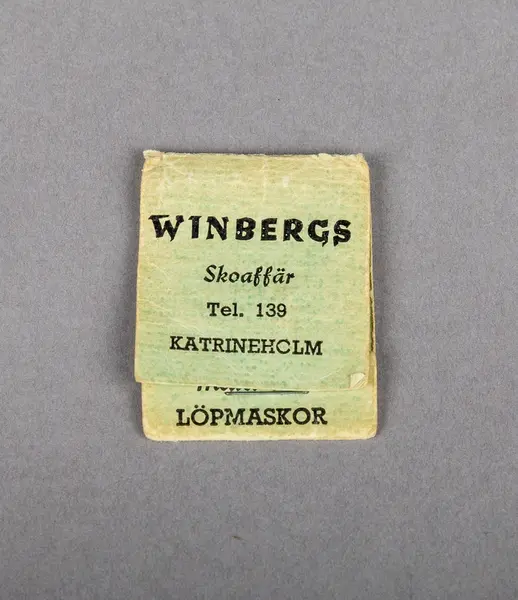 WINBERGS
Skoaffär
Tel. 139
KATRINEHOLM
LÖPMASKOR